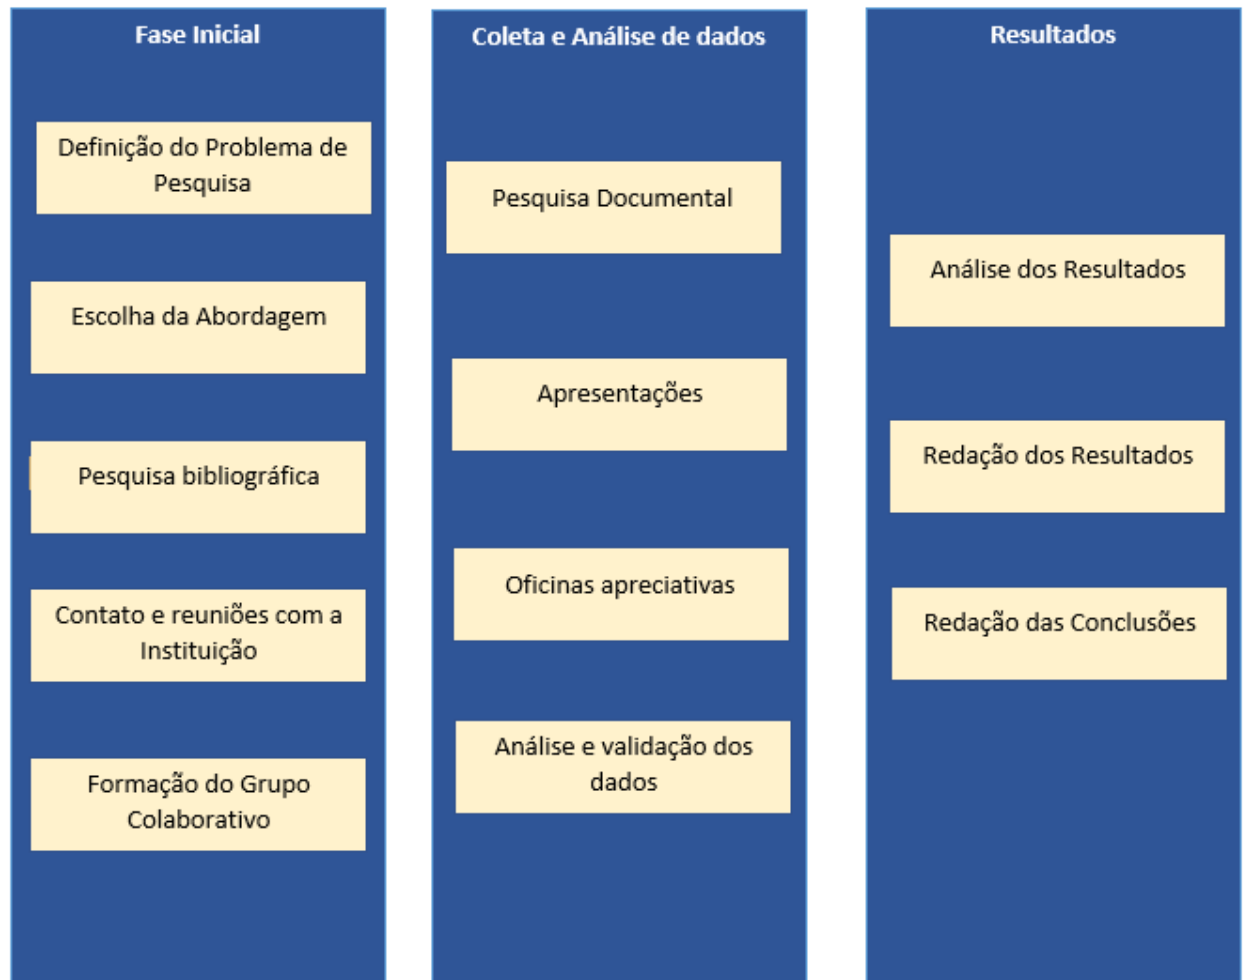 Fase Inicial
Definição do Problema de
Pesquisa
Escolha da Abordagem
Pesquisa bibliográfica
Contato e reuniões com a
Instituição
Formação do Grupo
Colaborativo
Coleta e Análise de dados
Pesquisa Documental
Apresentações
Oficinas apreciativas
Análise e validação dos
dados
Resultados
Análise dos Resultados
Redação dos Resultados
Redação das Conclusões